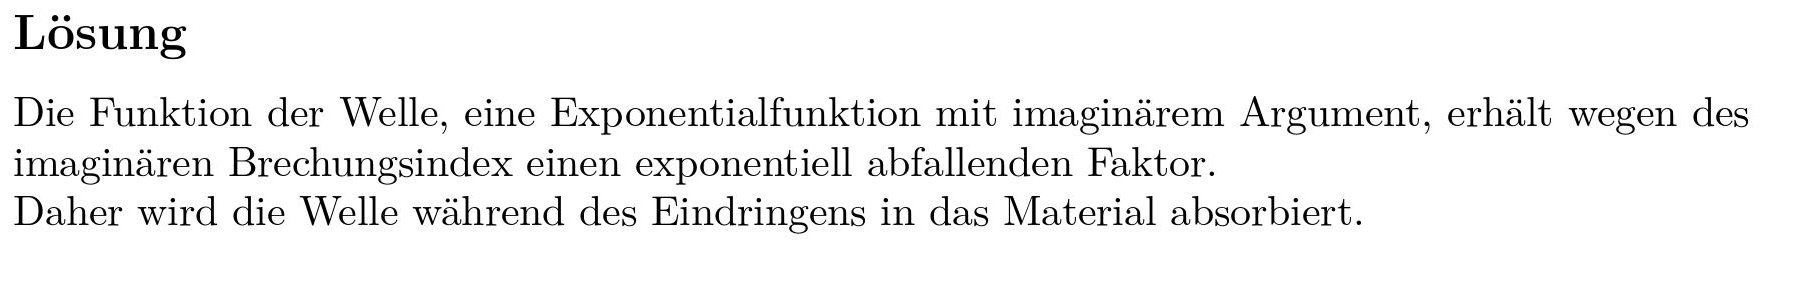 Lösung
Die Funktion der Welle, eine Exponentialfunktion mit imaginärem Argument, erhält wegen des
imaginären Brechungsindex einen exponentiell abfallenden Faktor.
Daher wird die Welle während des Eindringens in das Material absorbiert.